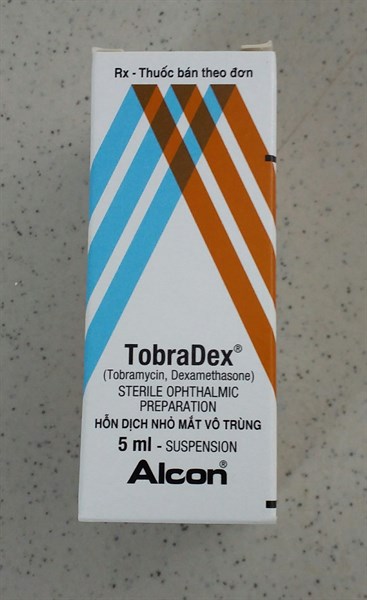 Rx - Thuốc bán theo đơn
TobraDex®
(Tobramycin, Dexamethasone)
STERILE OPHTHALMIC
PREPARATION
HỖN DỊCH NHỎ MẮT VÔ TRÙNG
5 ml - SUSPENSION
Alcon®